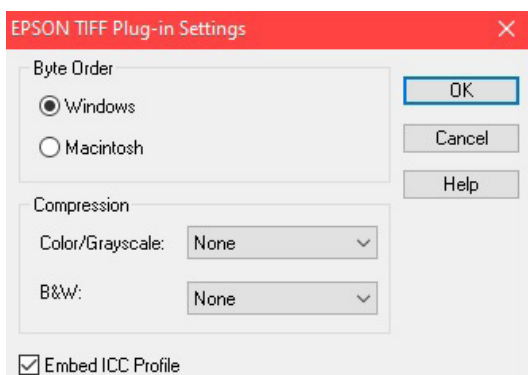 EPSON TIFF Plug-in Settings
Byte Order
Windows
Macintosh
OK
Cancel
Help
Compression
Color/Grayscale: None
B&W: None
Embed ICC Profile